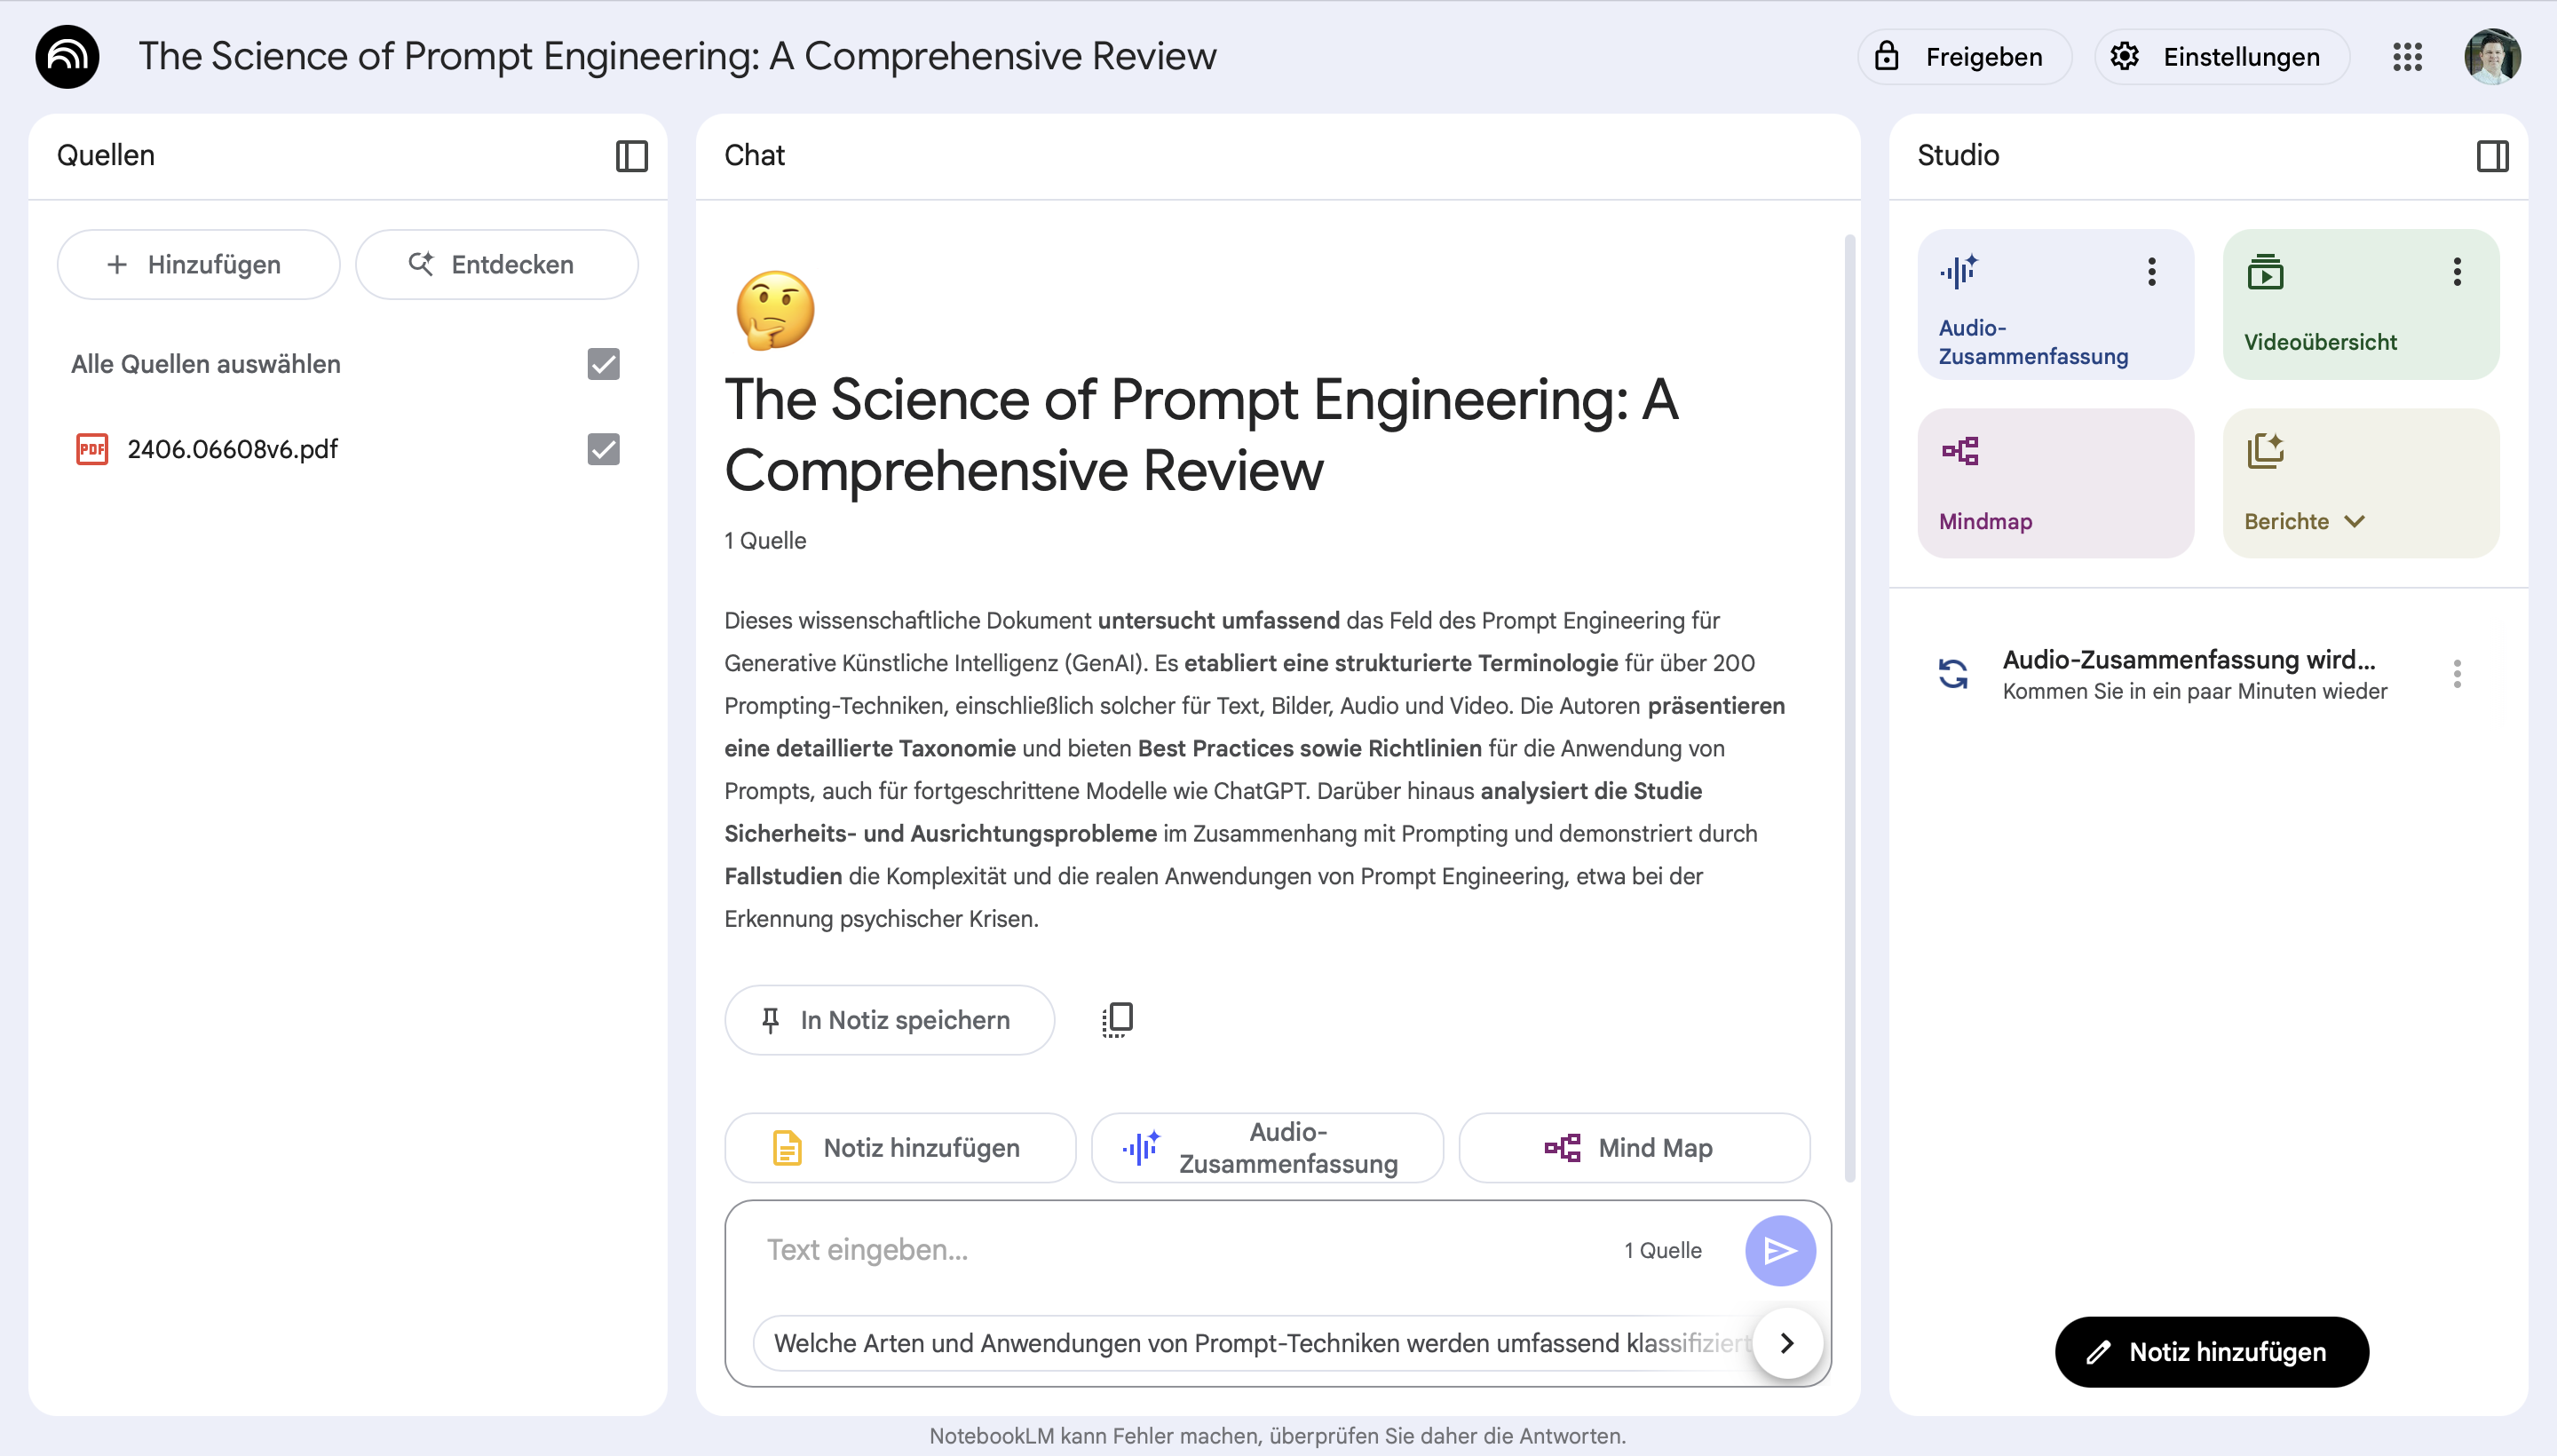 The Science of Prompt Engineering: A Comprehensive Review
Freigeben
Einstellungen
Quellen
Hinzufügen
Entdecken
Alle Quellen auswählen
PDF
2406.06608v6.pdf
Chat
The Science of Prompt Engineering: A
Comprehensive Review
1 Quelle
Dieses wissenschaftliche Dokument untersucht umfassend das Feld des Prompt Engineering für
Generative Künstliche Intelligenz (GenAI). Es etabliert eine strukturierte Terminologie für über 200
Prompting-Techniken, einschließlich solcher für Text, Bilder, Audio und Video. Die Autoren präsentieren
eine detaillierte Taxonomie und bieten Best Practices sowie Richtlinien für die Anwendung von
Prompts, auch für fortgeschrittene Modelle wie ChatGPT. Darüber hinaus analysiert die Studie
Sicherheits- und Ausrichtungsprobleme im Zusammenhang mit Prompting und demonstriert durch
Fallstudien die Komplexität und die realen Anwendungen von Prompt Engineering, etwa bei der
Erkennung psychischer Krisen.
In Notiz speichern
Notiz hinzufügen
Audio-
Zusammenfassung
Mind Map
Text eingeben...
1 Quelle
Welche Arten und Anwendungen von Prompt-Techniken werden umfassend klassifiziert
Studio
Audio-
Zusammenfassung
Videoübersicht
Mindmap
Berichte
Audio-Zusammenfassung wird...
Kommen Sie in ein paar Minuten wieder
Notiz hinzufügen
NotebookLM kann Fehler machen, überprüfen Sie daher die Antworten.